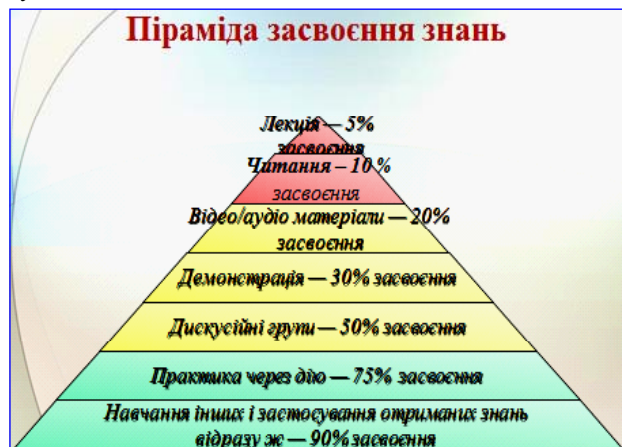 Піраміда засвоєння знань
Лекція — 5%
засвоєння
Читання – 10 %
засвоєння
Відео/аудіо матеріали — 20%
засвоєння
Демонстрація — 30% засвоєння
Дискусійні групи — 50% засвоєння
Практика через дію — 75% засвоєння
Навчання інших і застосування отриманих знань
відразу ж — 90% засвоєння